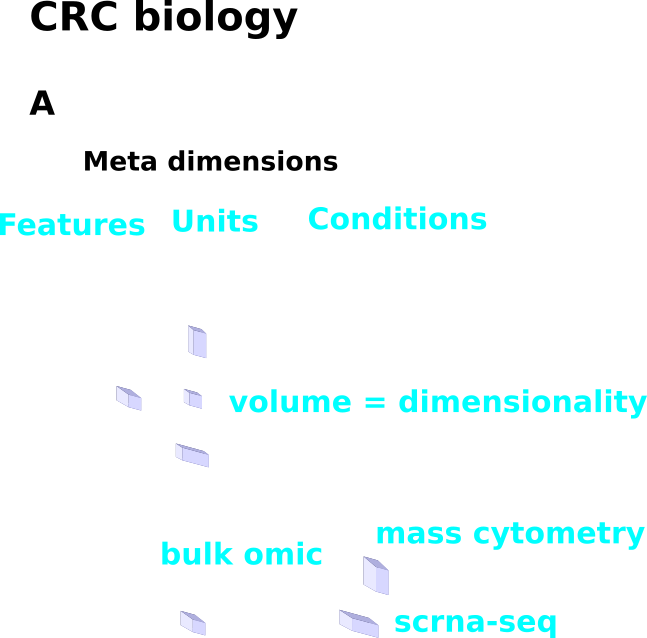 CRC biology
A
Meta dimensions
Features Units Conditions
volume = dimensionality
mass cytometry
bulk omic
scrna-seq